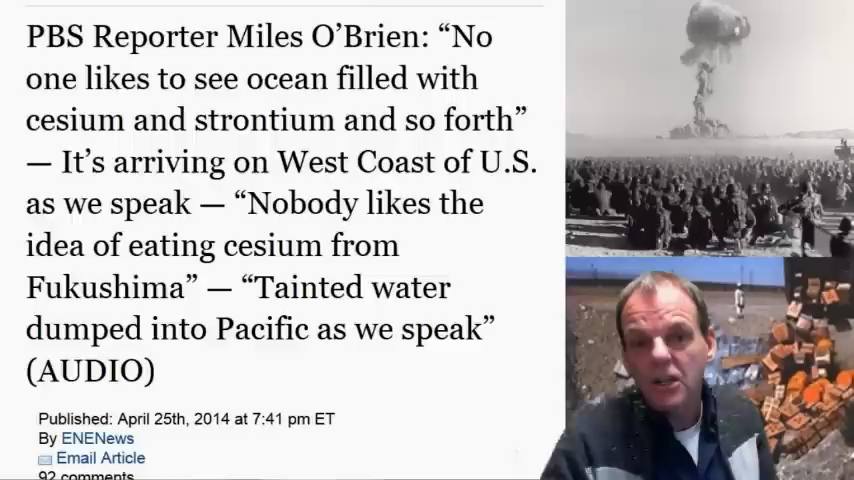 PBS Reporter Miles O’Brien: “No
one likes to see ocean filled with
cesium and strontium and so forth”
— It’s arriving on West Coast of U.S.
as we speak — “Nobody likes the
idea of eating cesium from
Fukushima” — “Tainted water
dumped into Pacific as we speak”
(AUDIO)
Published: April 25th, 2014 at 7:41 pm ET
By ENENews
Email Article
92 comments